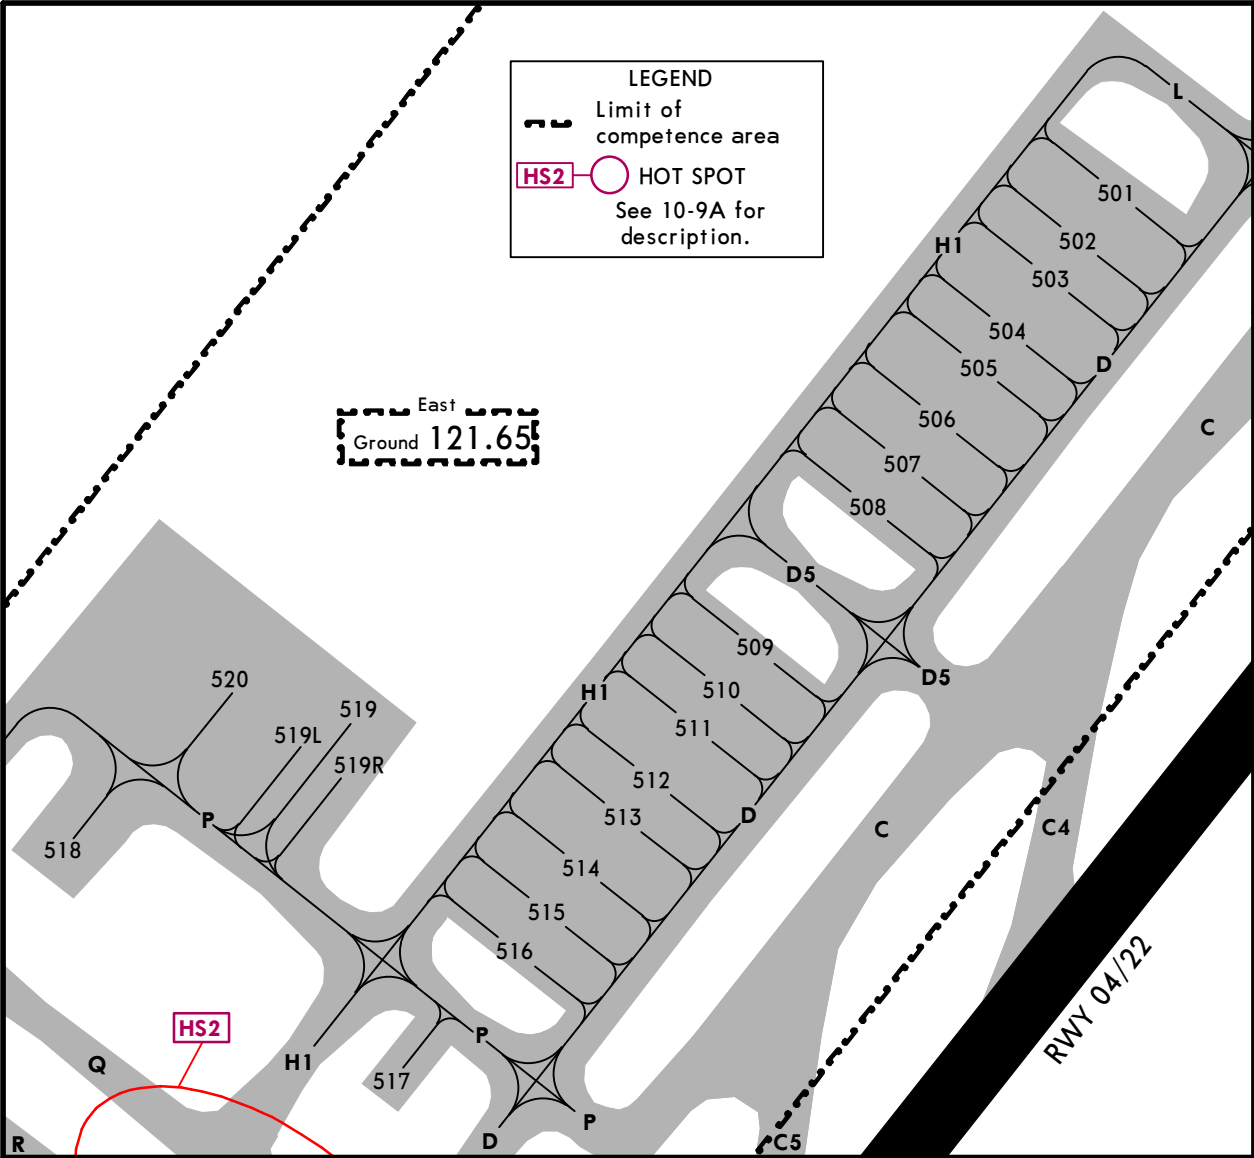 LEGEND
Limit of
competence area
HS2
HOT SPOT
See 10-9A for
description.
L
501
502
H1
503
504
D
505
East
Ground 121.65
506
C
507
508
D5
509
D5
520
510
H1
519
511
519L
519R
512
513
D
P
C
C4
518
514
515
516
RWY 04/22
HS2
P
H1
Q
517
P
D
C5
R